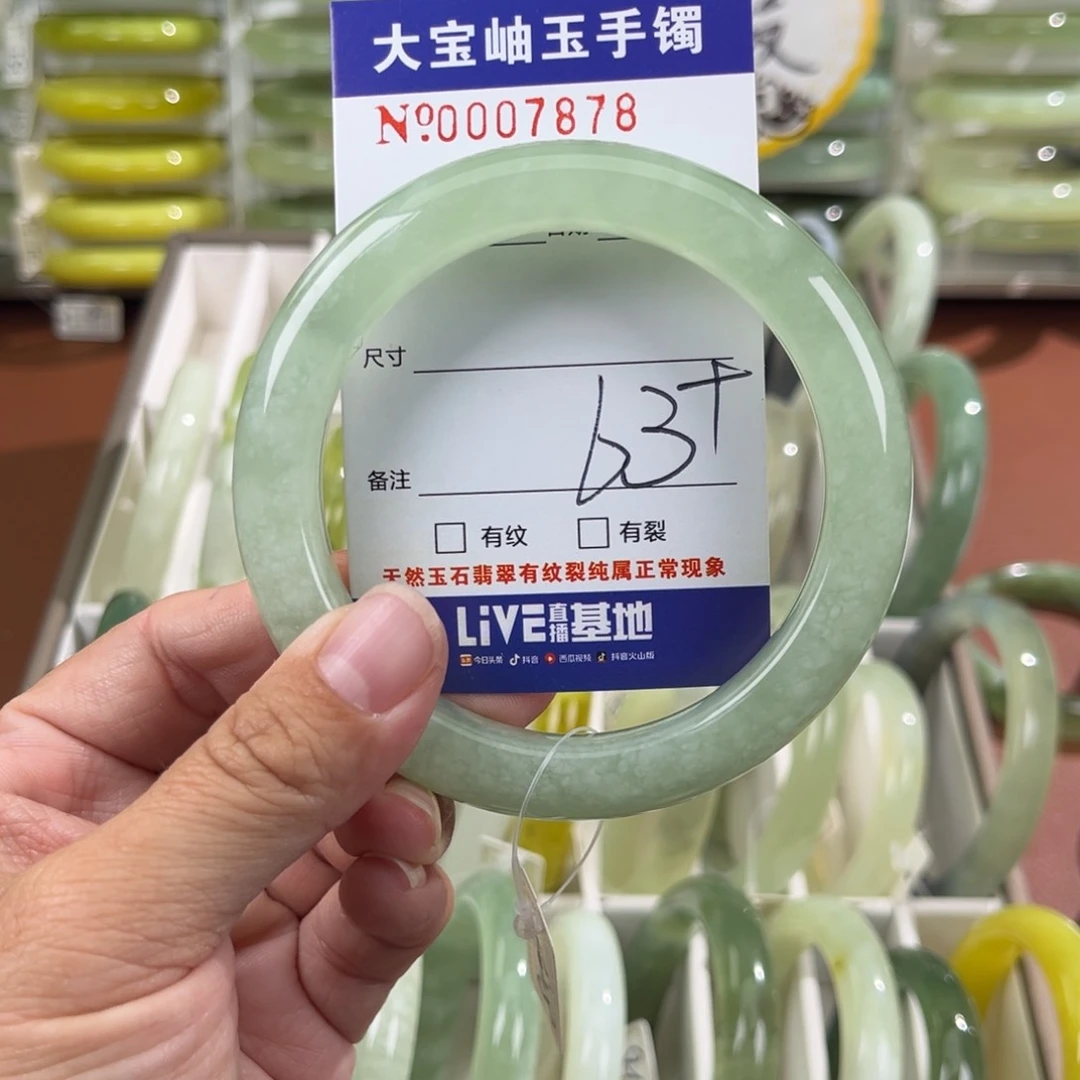 大宝岫玉手镯
Nº0007878
尺寸
63+
备注
□ 有纹 □ 有裂
天然玉石翡翠有纹裂纯属正常现象
LiVE直播基地
今日头条 抖音 西瓜视频 抖音火山版